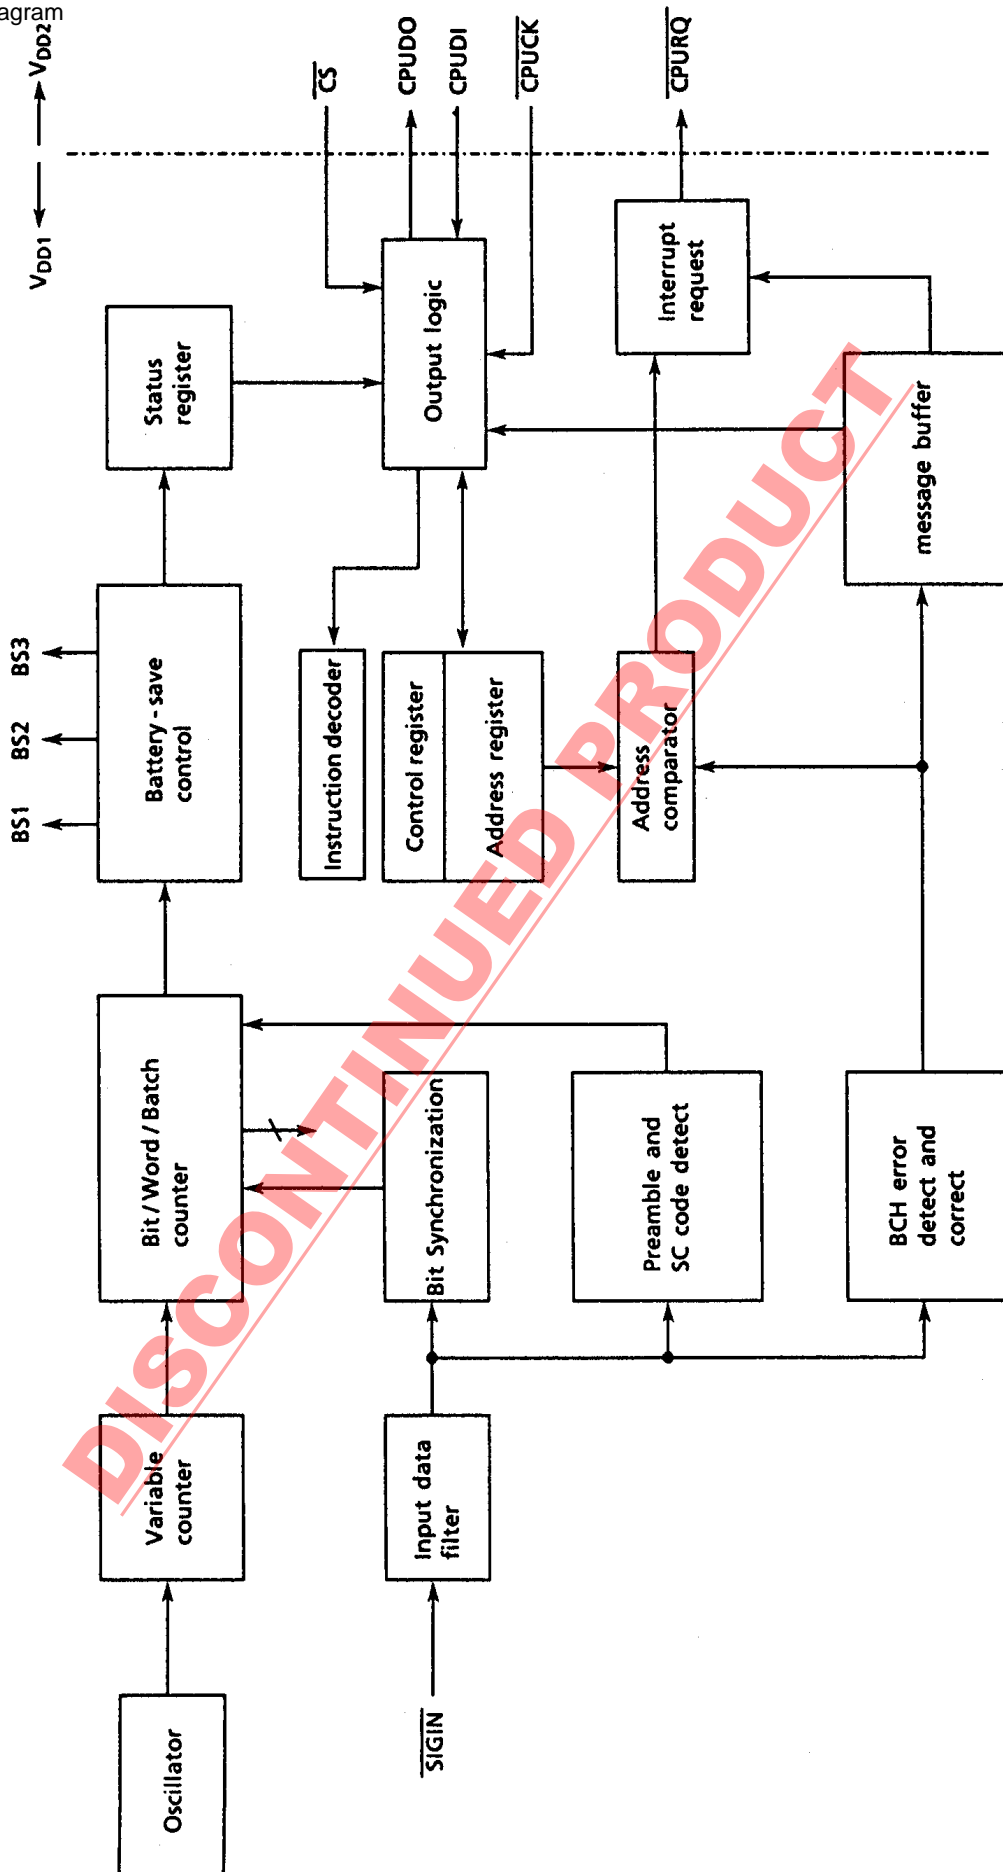 agram
VDD1
VDD2
BS1
BS2
BS3
CS
CPUDO
CPUDI
CPUCK
CPURQ
Oscillator
Variable
counter
Bit / Word / Batch
counter
Battery - save
control
Status
register
SIGIN
Input data
filter
Bit Synchronization
Instruction decoder
Control register
Address register
Output logic
Preamble and
SC code detect
Address
comparator
Interrupt
request
BCH error
detect and
correct
message buffer
DISCONTINUED PRODUCT